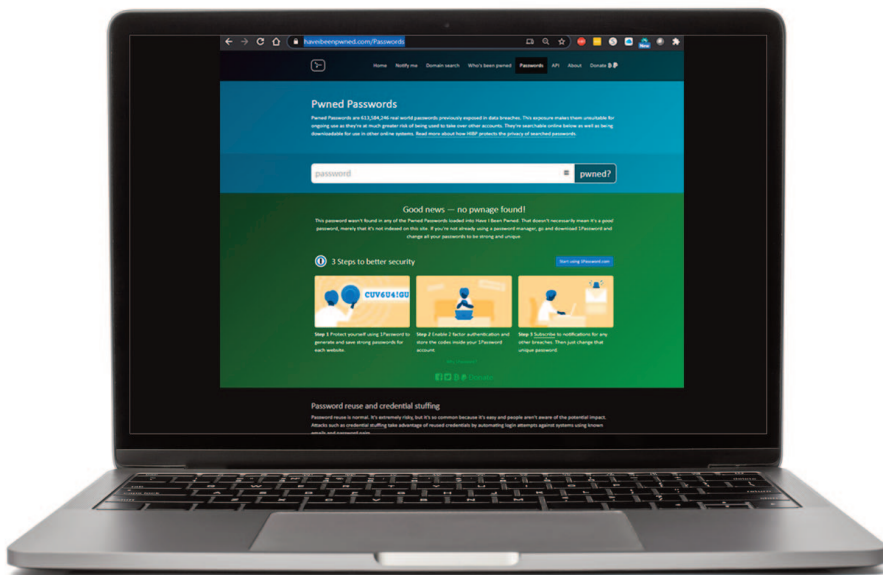 haveibeenpwned.com/Passwords
Home Notify me Domain search Who's been pwned Passwords API About Donate
Pwned Passwords
Pwned Passwords are 613,584,246 real world passwords previously exposed in data breaches. This exposure makes them unsuitable for
ongoing use as they're at much greater risk of being used to take over other accounts. They're searchable online below as well as being
downloadable for use in other online systems. Read more about how HIBP protects the privacy of searched passwords.
password
pwned?
Good news — no pwnage found!
This password wasn't found in any of the Pwned Passwords loaded into Have I Been Pwned. That doesn't necessarily mean it's a good
password, merely that it's not indexed on this site. If you're not already using a password manager, go and download 1Password and
change all your passwords to be strong and unique.
3 Steps to better security
Start using 1Password.com
CUV6U4!GU
Step 1 Protect yourself using 1Password to
generate and save strong passwords for
each website.
Step 2 Enable 2 factor authentication and
store the codes inside your 1Password
account.
Step 3 Subscribe to notifications for any
other breaches. Then just change that
unique password.
Donate
Password reuse and credential stuffing
Password reuse is normal. It's extremely risky, but it's so common because it's easy and people aren't aware of the potential impact.
Attacks such as credential stuffing take advantage of reused credentials by automating login attempts against systems using known
emails and password pairs.